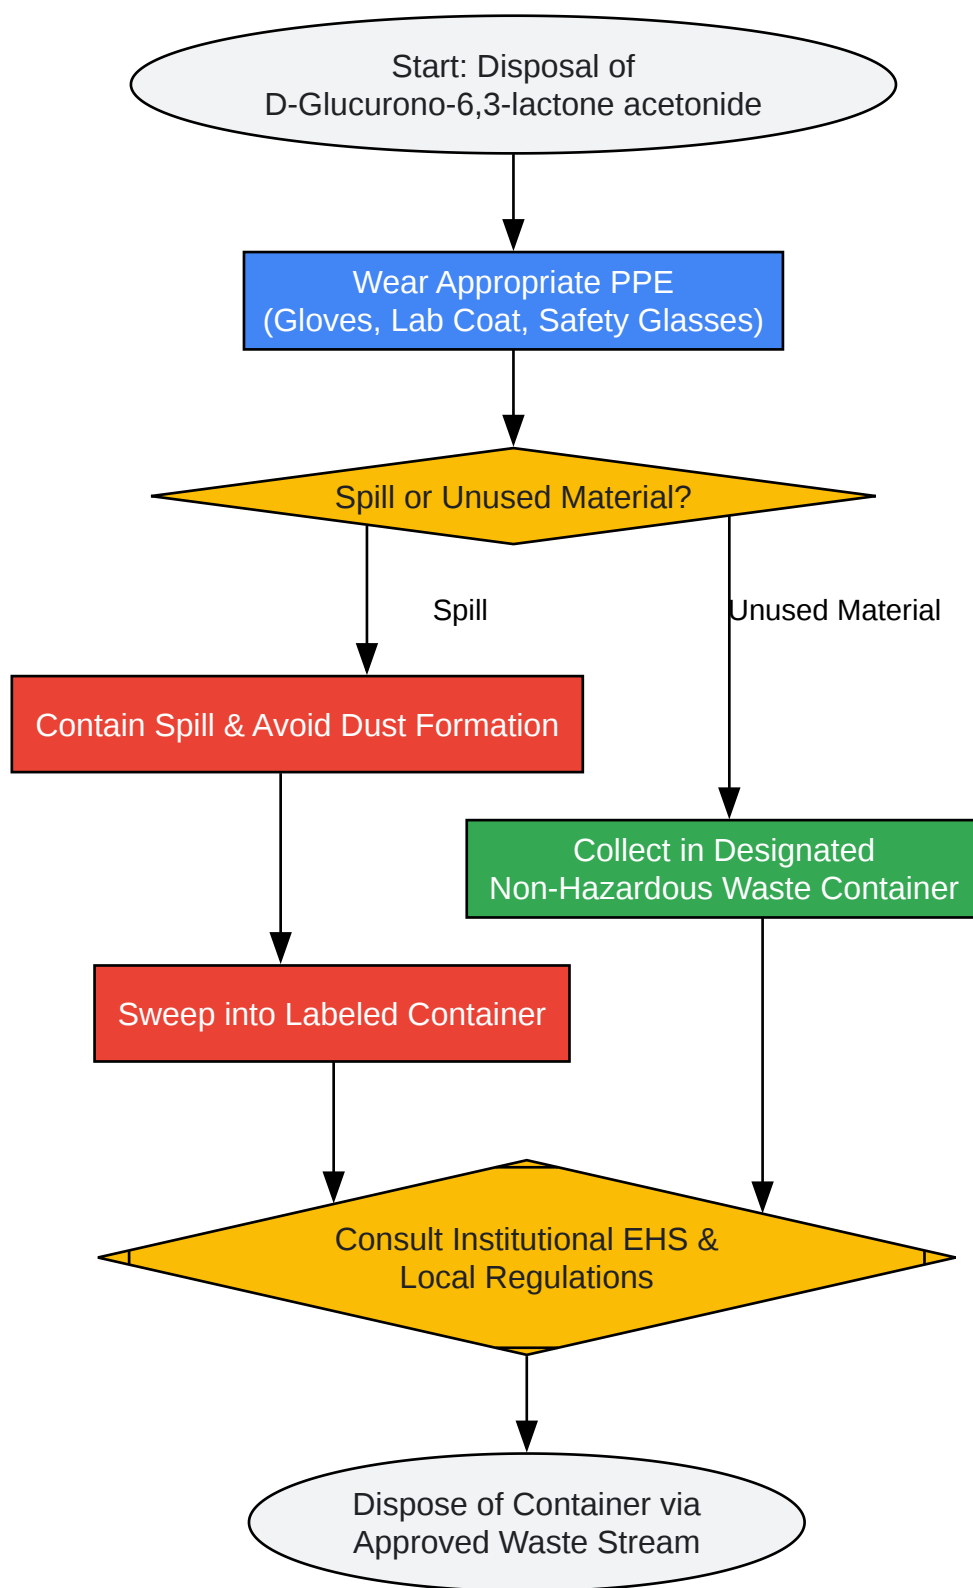 Start: Disposal of
D-Glucurono-6,3-lactone acetonide
Wear Appropriate PPE
(Gloves, Lab Coat, Safety Glasses)
Spill or Unused Material?
Spill
Unused Material
Contain Spill & Avoid Dust Formation
Collect in Designated
Non-Hazardous Waste Container
Sweep into Labeled Container
Consult Institutional EHS &
Local Regulations
Dispose of Container via
Approved Waste Stream